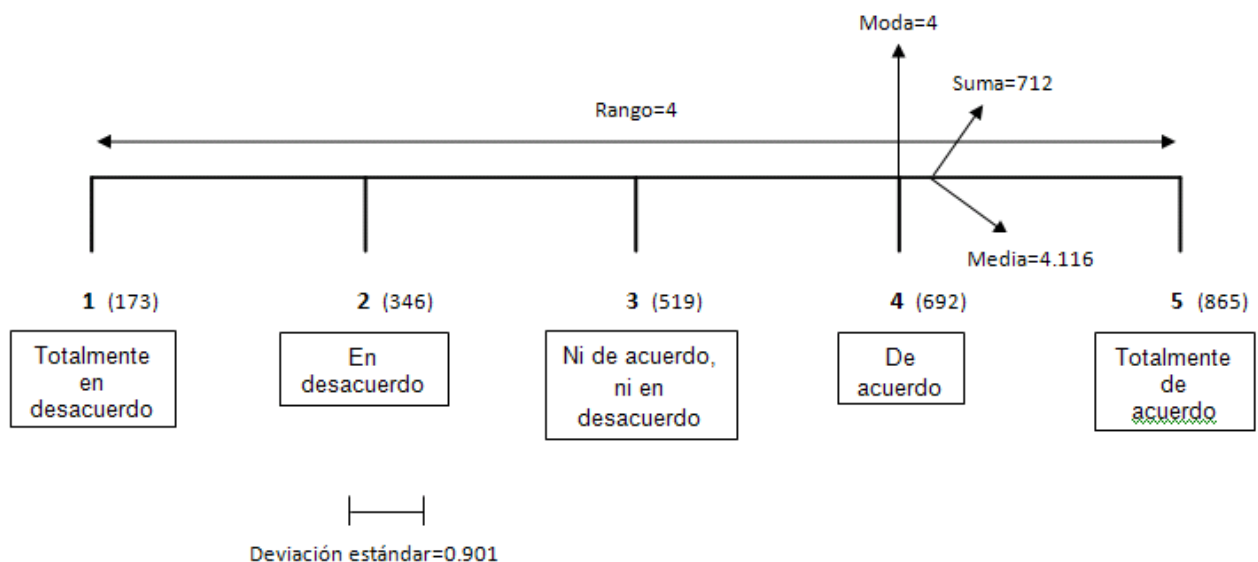 Moda=4
Suma=712
Rango=4
Media=4.116
1 (173)
2 (346)
3 (519)
4 (692)
5 (865)
Totalmente
en
desacuerdo
En
desacuerdo
Ni de acuerdo,
ni en
desacuerdo
De
acuerdo
Totalmente
de
acuerdo
Deviación estándar=0.901